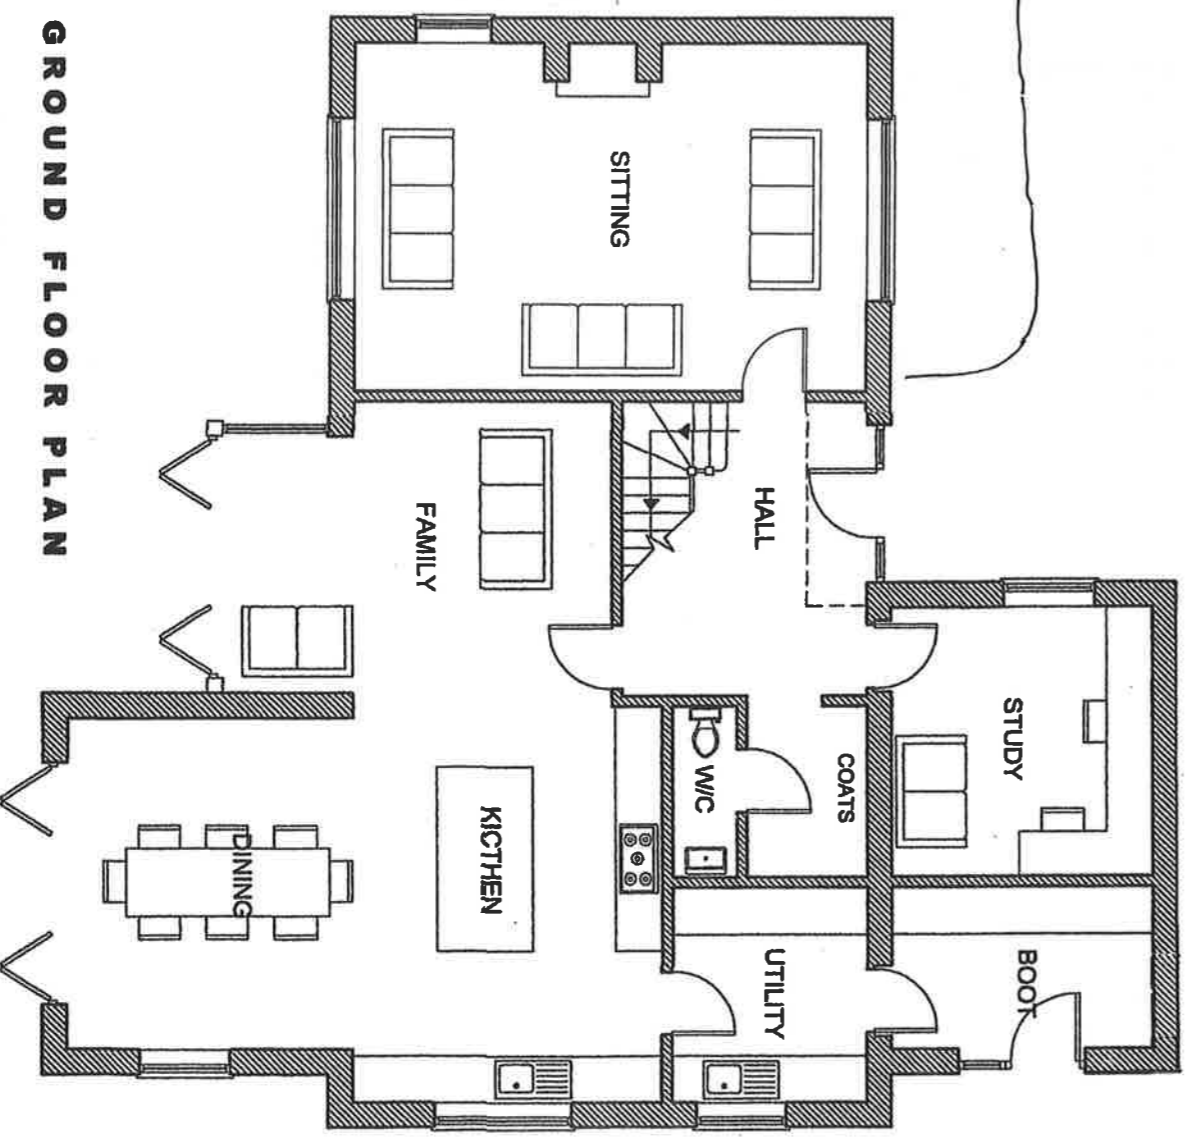 GROUND FLOOR PLAN
SITTING
FAMILY
HALL
STUDY
COATS
W/C
KICTHEN
DINING
UTILITY
BOOT